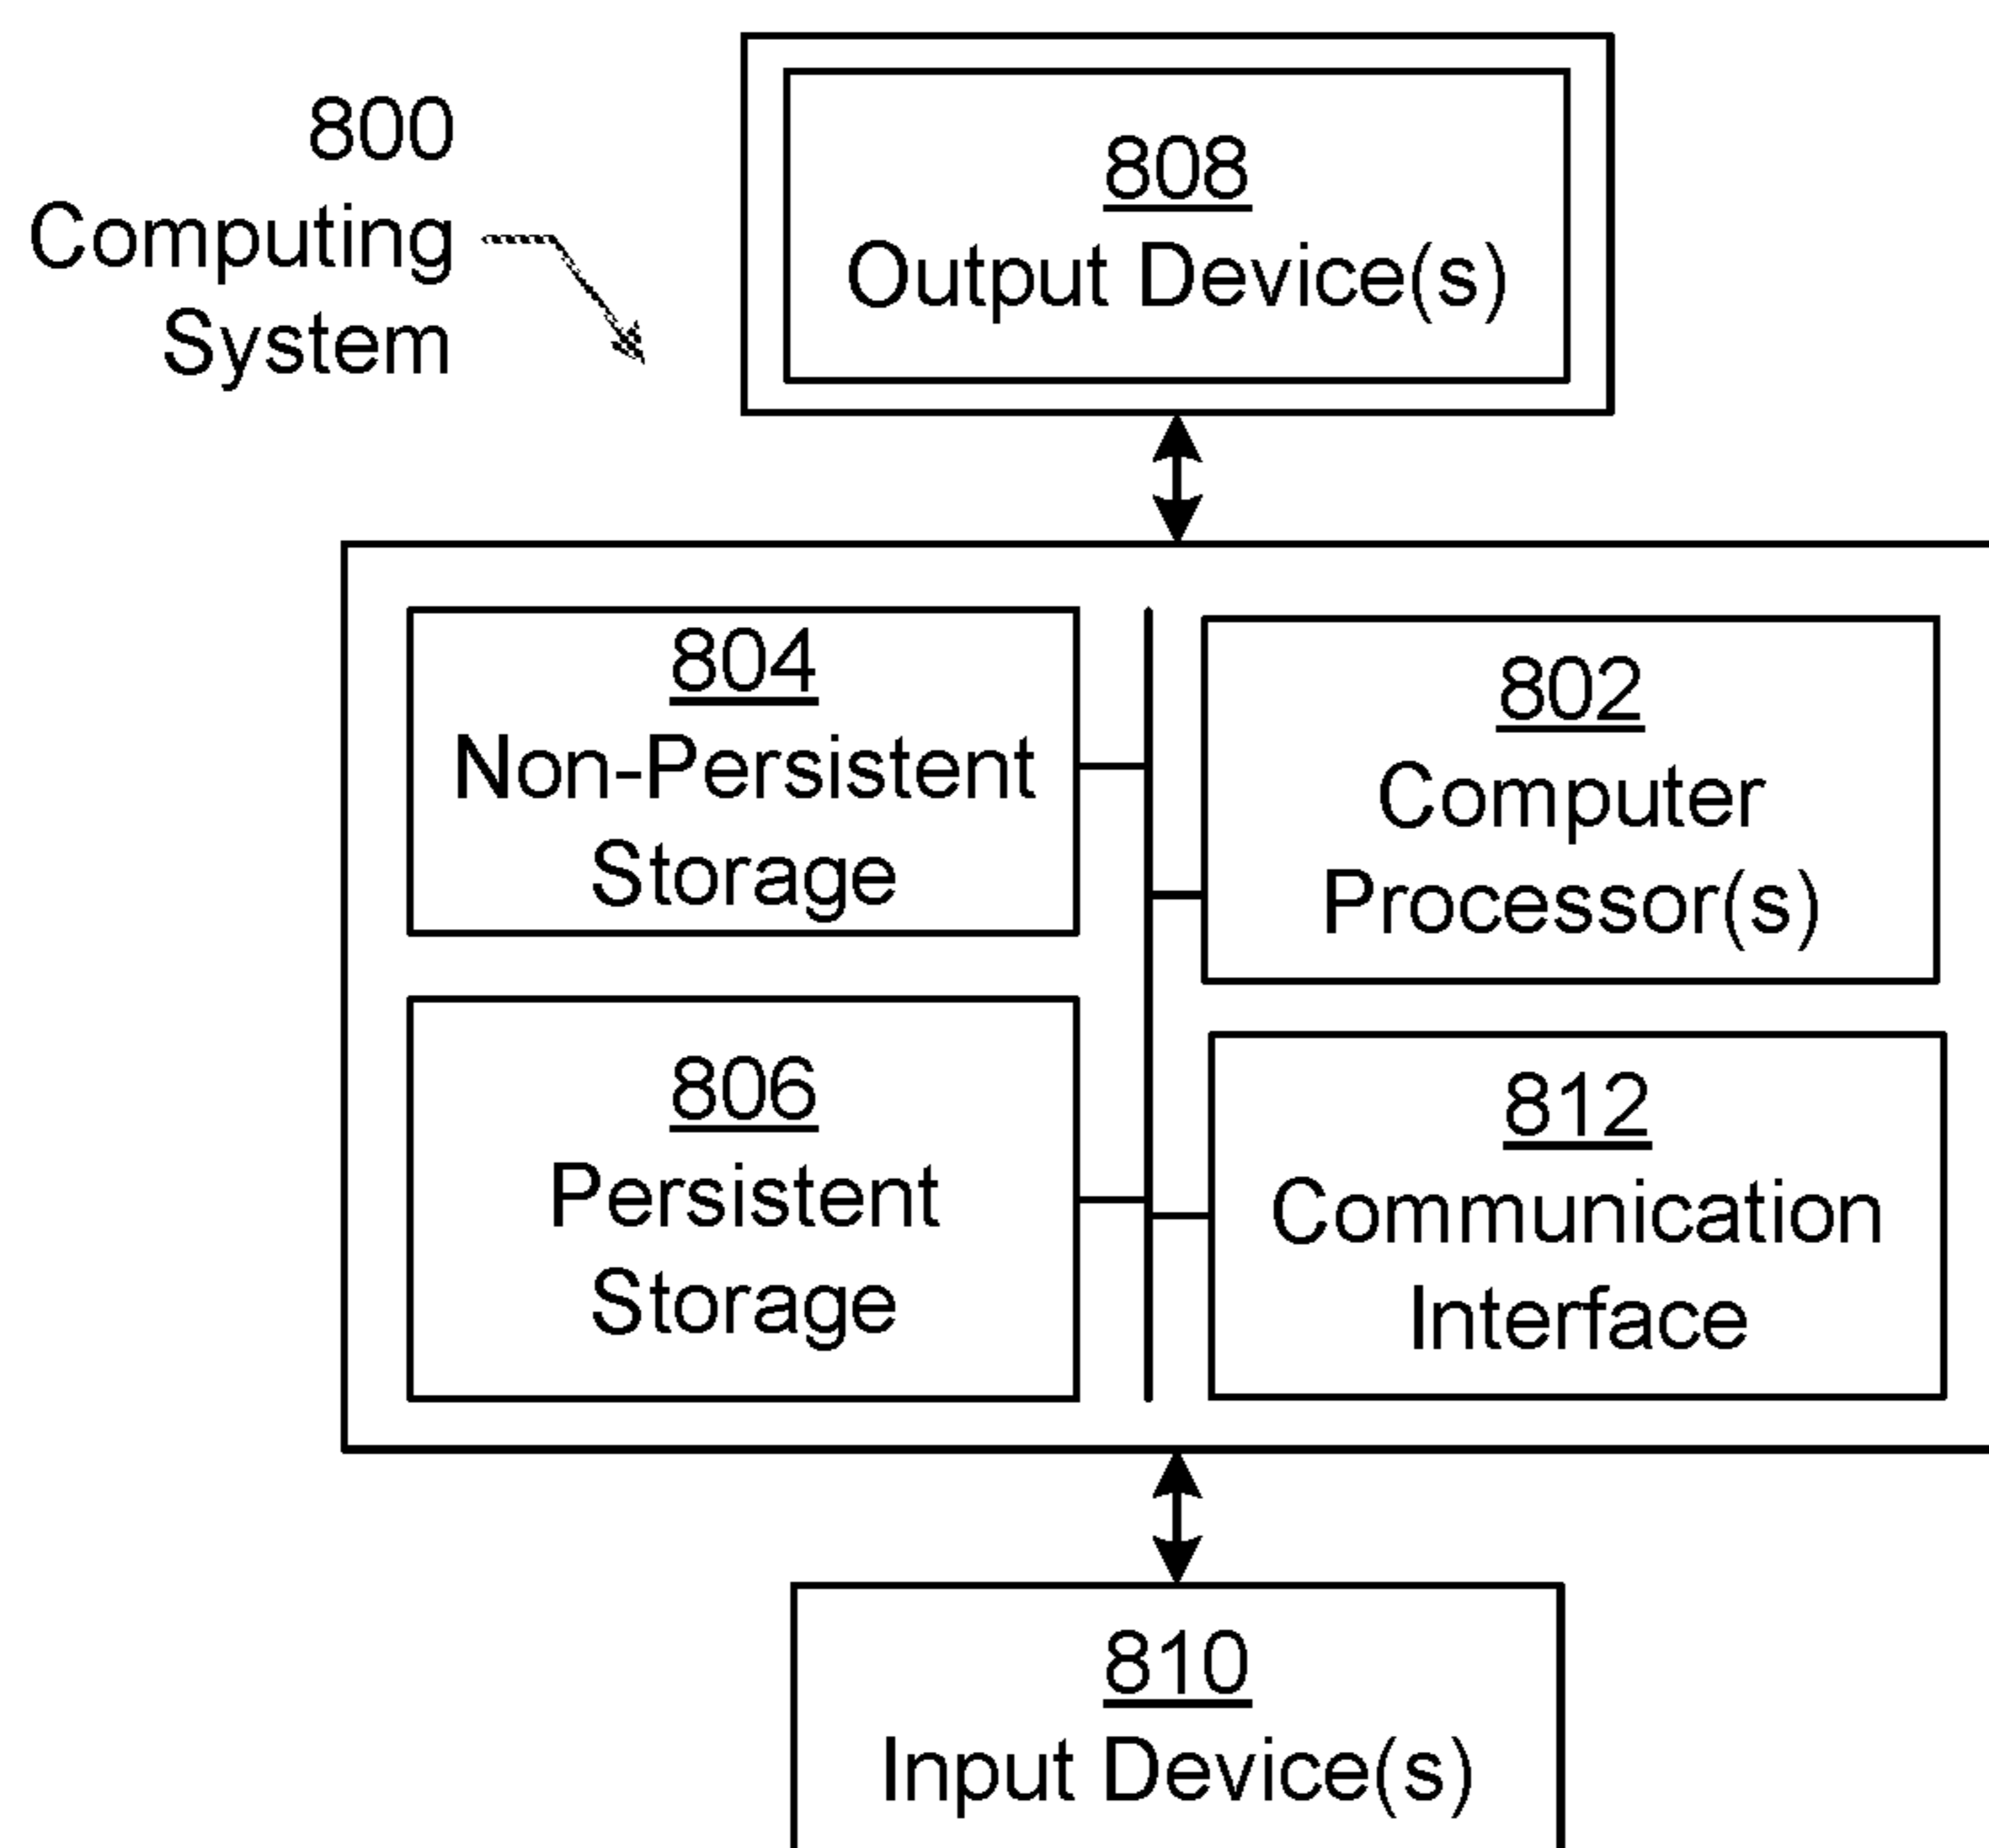 800
Computing
System
808
Output Device(s)
804
Non-Persistent
Storage
802
Computer
Processor(s)
806
Persistent
Storage
812
Communication
Interface
810
Input Device(s)